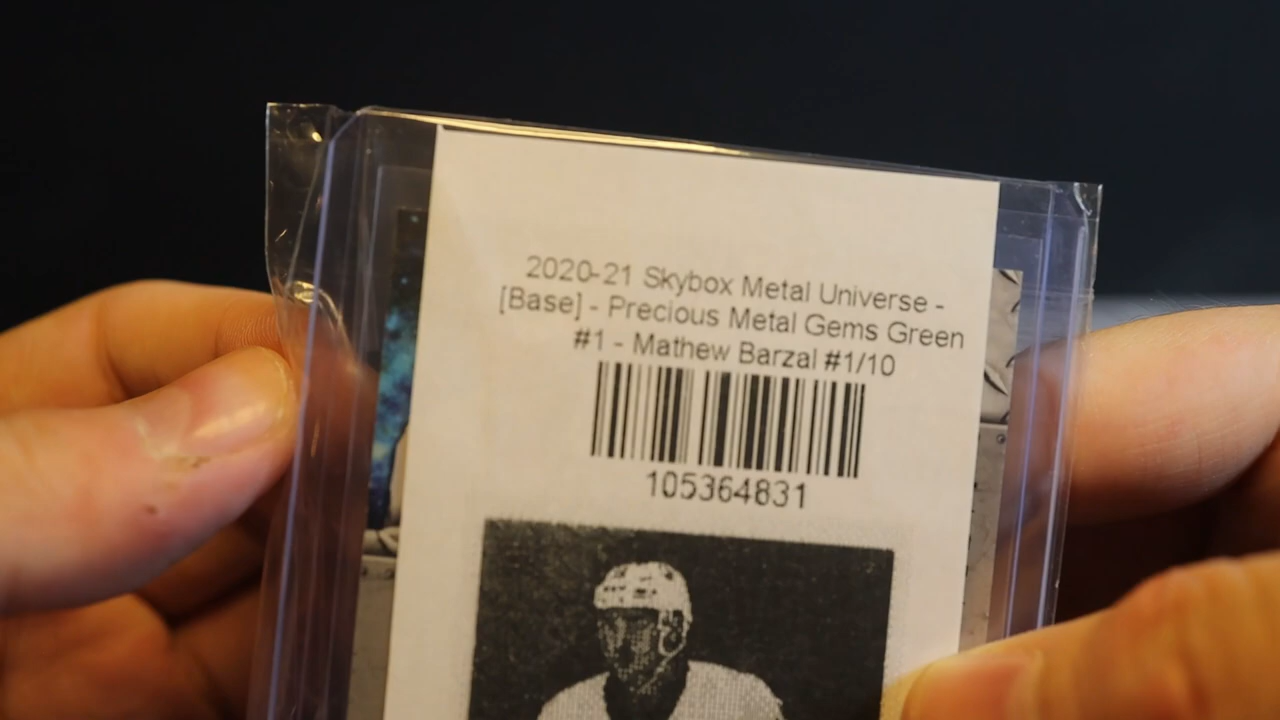 2020-21 Skybox Metal Universe -
[Base] - Precious Metal Gems Green
#1 - Mathew Barzal #1/10
105364831